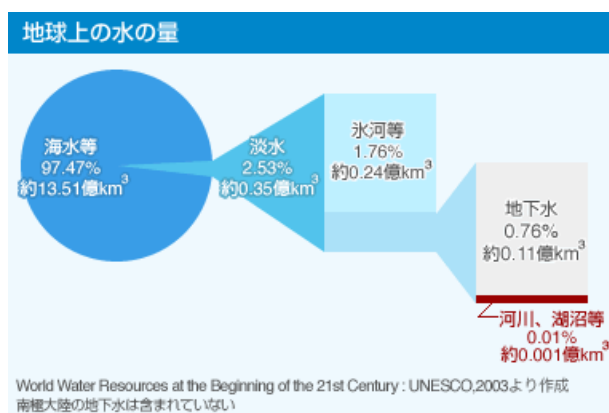 地球上の水の量
海水等
97.47%
約13.51億km³
淡水
2.53%
約0.35億km³
氷河等
1.76%
約0.24億km³
地下水
0.76%
約0.11億km³
河川、湖沼等
0.01%
約0.001億km³
World Water Resources at the Beginning of the 21st Century : UNESCO,2003より作成
南極大陸の地下水は含まれていない